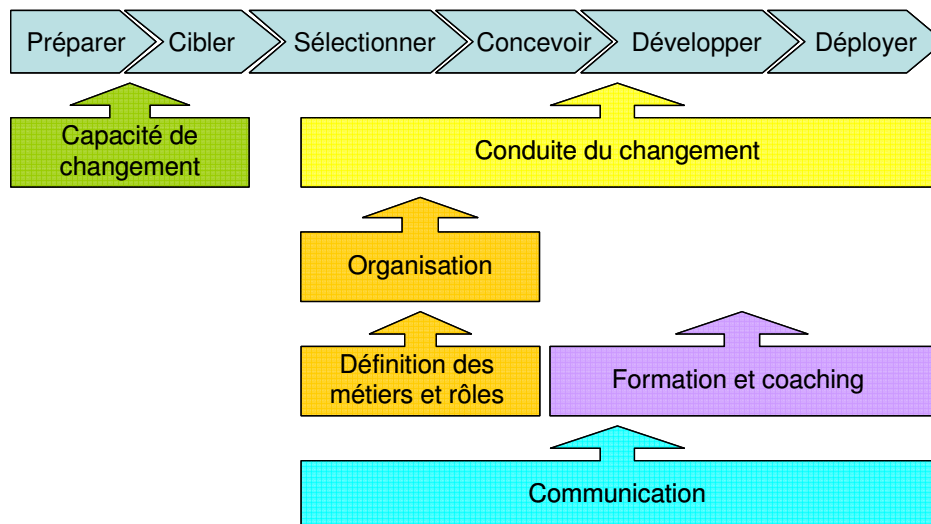 Préparer Cibler Sélectionner Concevoir Développer Déployer
Capacité de
changement
Conduite du changement
Organisation
Définition des
métiers et rôles
Formation et coaching
Communication